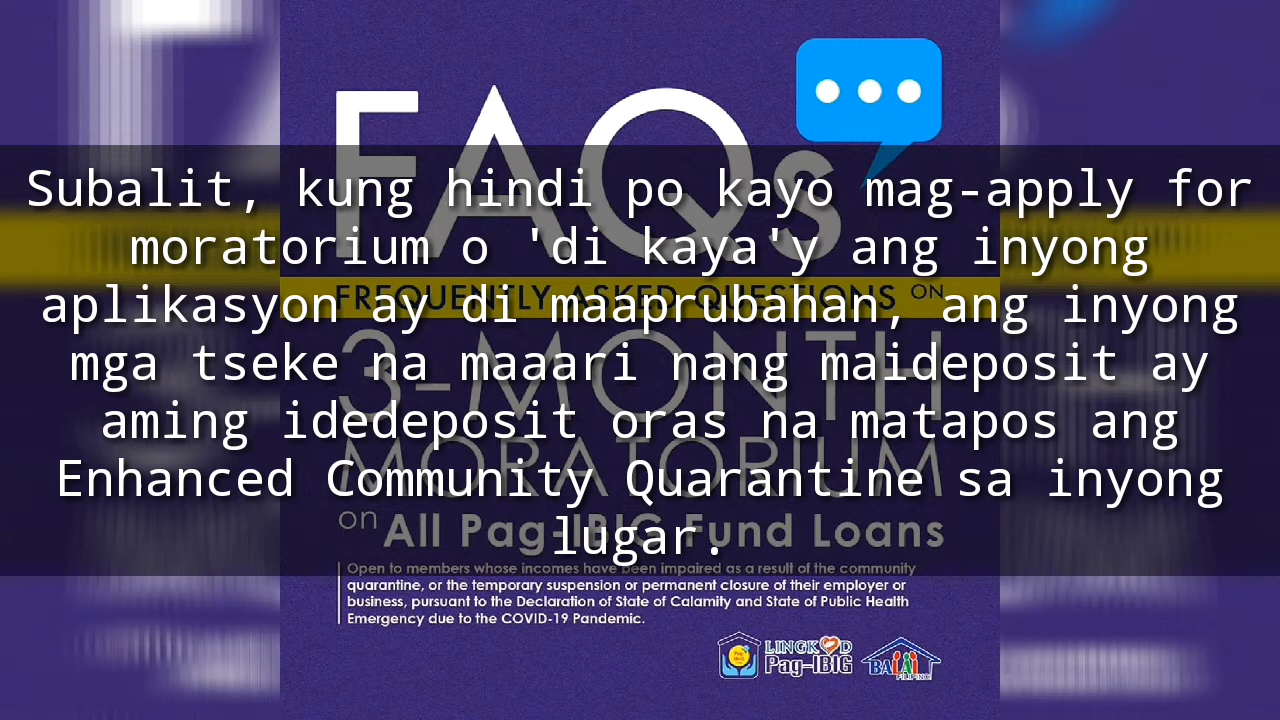 FAQs
Subalit, kung hindi po kayo mag-apply for
moratorium o 'di kaya'y ang inyong
aplikasyon ay di maaprubahan, ang inyong
mga tseke na maaari nang maideposit ay
aming idedeposit oras na matapos ang
Enhanced Community Quarantine sa inyong
lugar.
FREQUENTLY ASKED QUESTIONS ON
3-MONTH
MORATORIUM
on All Pag-IBIG Fund Loans
Open to members whose incomes have been impaired as a result of the community
quarantine, or the temporary suspension or permanent closure of their employer or
business, pursuant to the Declaration of State of Calamity and State of Public Health
Emergency due to the COVID-19 Pandemic.
LINGKOD
Pag-IBIG
BALAI
FILIPINO